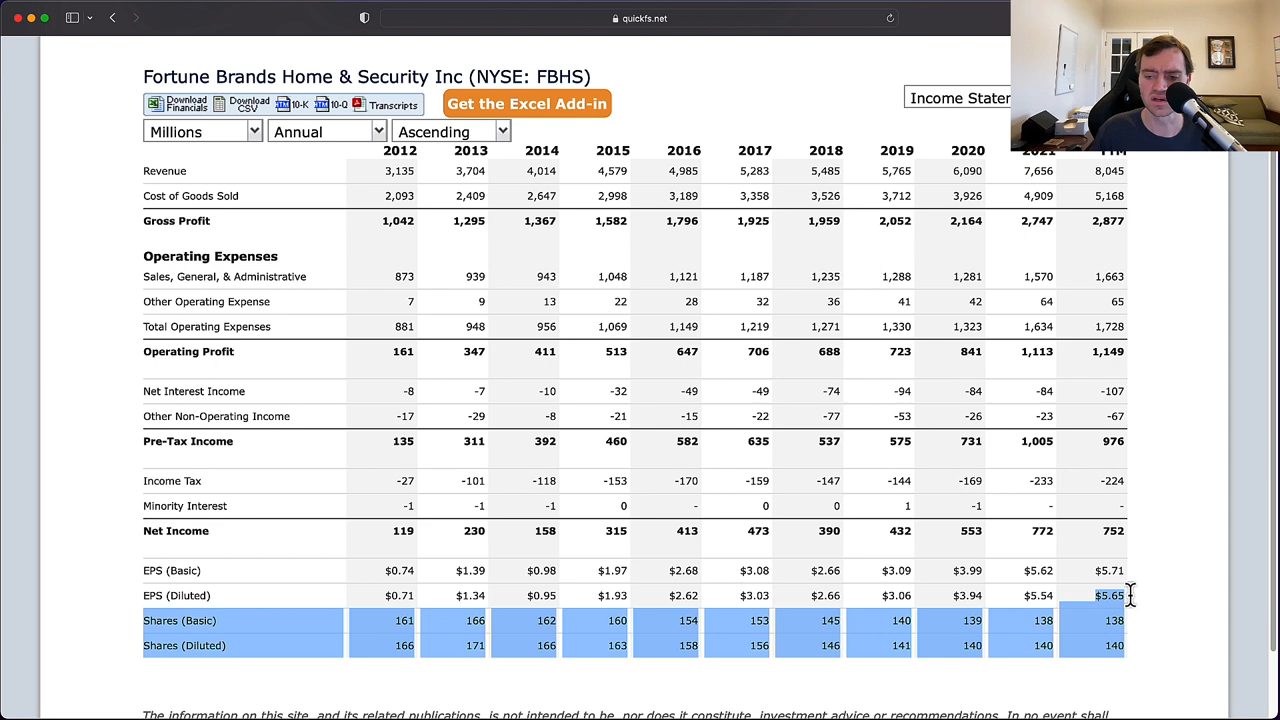 quickfs.net
Fortune Brands Home & Security Inc (NYSE: FBHS)
Download Financials Download CSV 10-K 10-Q Transcripts Get the Excel Add-in
Income Statem
Millions Annual Ascending
2012 2013 2014 2015 2016 2017 2018 2019 2020 2021 TTM
Revenue 3,135 3,704 4,014 4,579 4,985 5,283 5,485 5,765 6,090 7,656 8,045
Cost of Goods Sold 2,093 2,409 2,647 2,998 3,189 3,358 3,526 3,712 3,926 4,909 5,168
Gross Profit 1,042 1,295 1,367 1,582 1,796 1,925 1,959 2,052 2,164 2,747 2,877
Operating Expenses
Sales, General, & Administrative 873 939 943 1,048 1,121 1,187 1,235 1,288 1,281 1,570 1,663
Other Operating Expense 7 9 13 22 28 32 36 41 42 64 65
Total Operating Expenses 881 948 956 1,069 1,149 1,219 1,271 1,330 1,323 1,634 1,728
Operating Profit 161 347 411 513 647 706 688 723 841 1,113 1,149
Net Interest Income -8 -7 -10 -32 -49 -49 -74 -94 -84 -84 -107
Other Non-Operating Income -17 -29 -8 -21 -15 -22 -77 -53 -26 -23 -67
Pre-Tax Income 135 311 392 460 582 635 537 575 731 1,005 976
Income Tax -27 -101 -118 -153 -170 -159 -147 -144 -169 -233 -224
Minority Interest -1 -1 -1 0 - 0 0 1 -1 - -
Net Income 119 230 158 315 413 473 390 432 553 772 752
EPS (Basic) $0.74 $1.39 $0.98 $1.97 $2.68 $3.08 $2.66 $3.09 $3.99 $5.62 $5.71
EPS (Diluted) $0.71 $1.34 $0.95 $1.93 $2.62 $3.03 $2.66 $3.06 $3.94 $5.54 $5.65
Shares (Basic) 161 166 162 160 154 153 145 140 139 138 138
Shares (Diluted) 166 171 166 163 158 156 146 141 140 140 140
The information on this site, and its related publications, is not intended to be, nor does it constitute, investment advice or recommendations. In no event shall